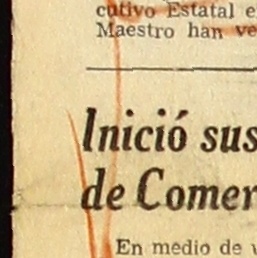 cutivo Estatal e
Maestro han ve
Inició sus
de Comer
En medio de